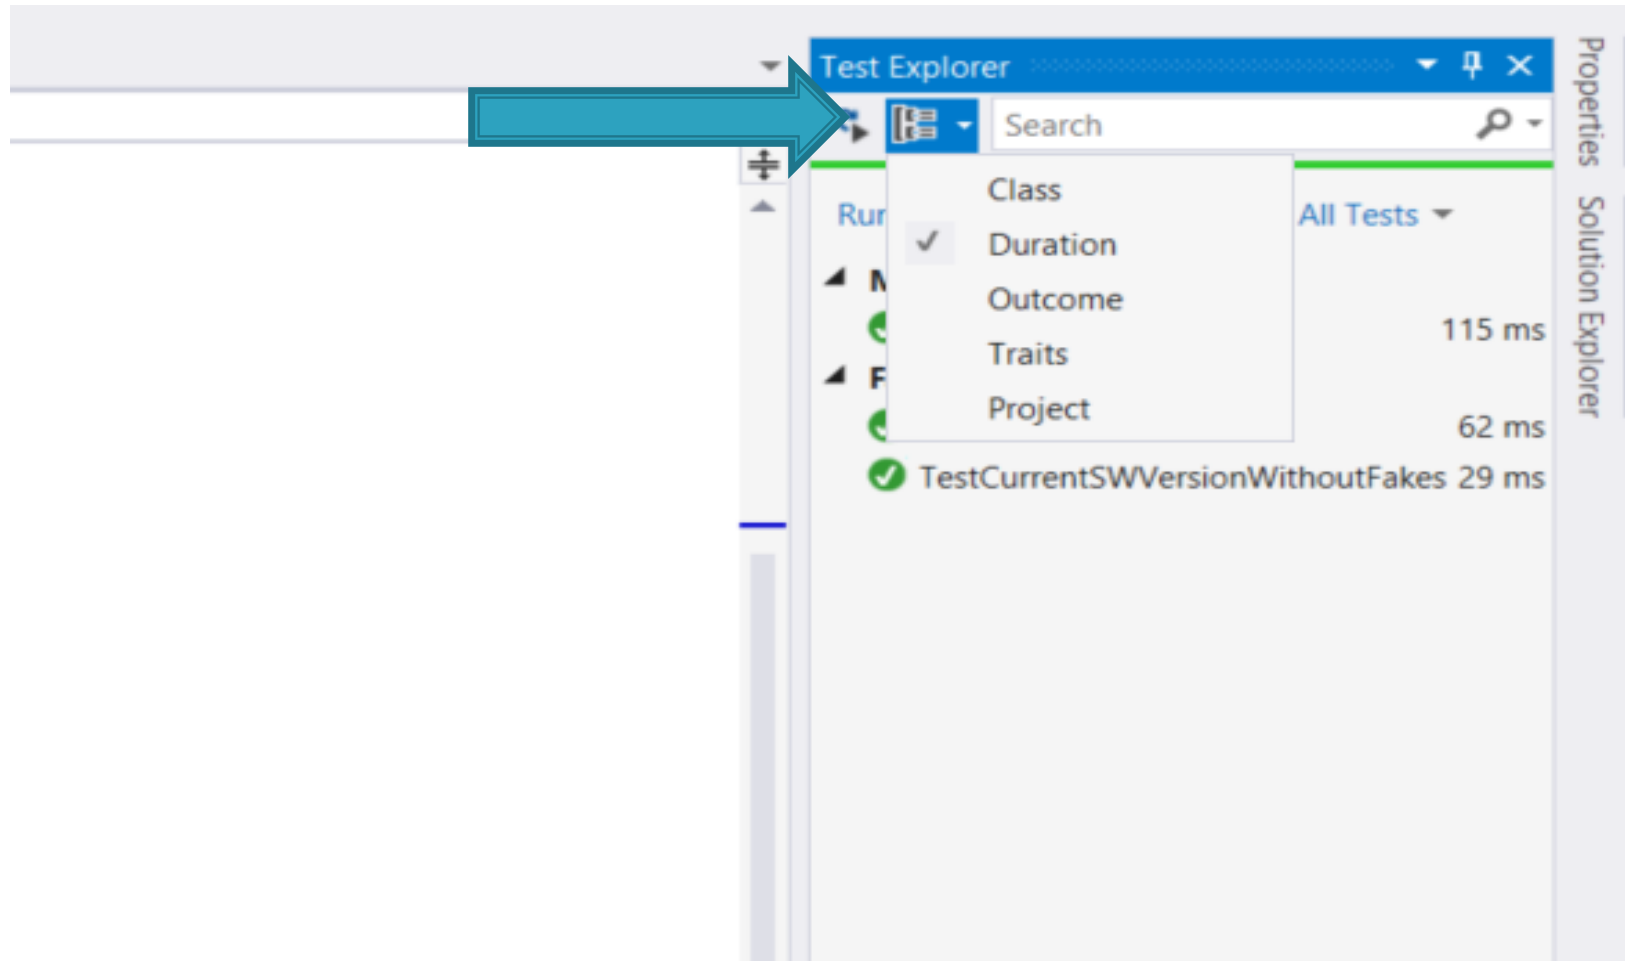 Test Explorer
Search
Class
Duration
Outcome
Traits
Project
All Tests
115 ms
62 ms
TestCurrentSWVersionWithoutFakes 29 ms
Properties
Solution Explorer